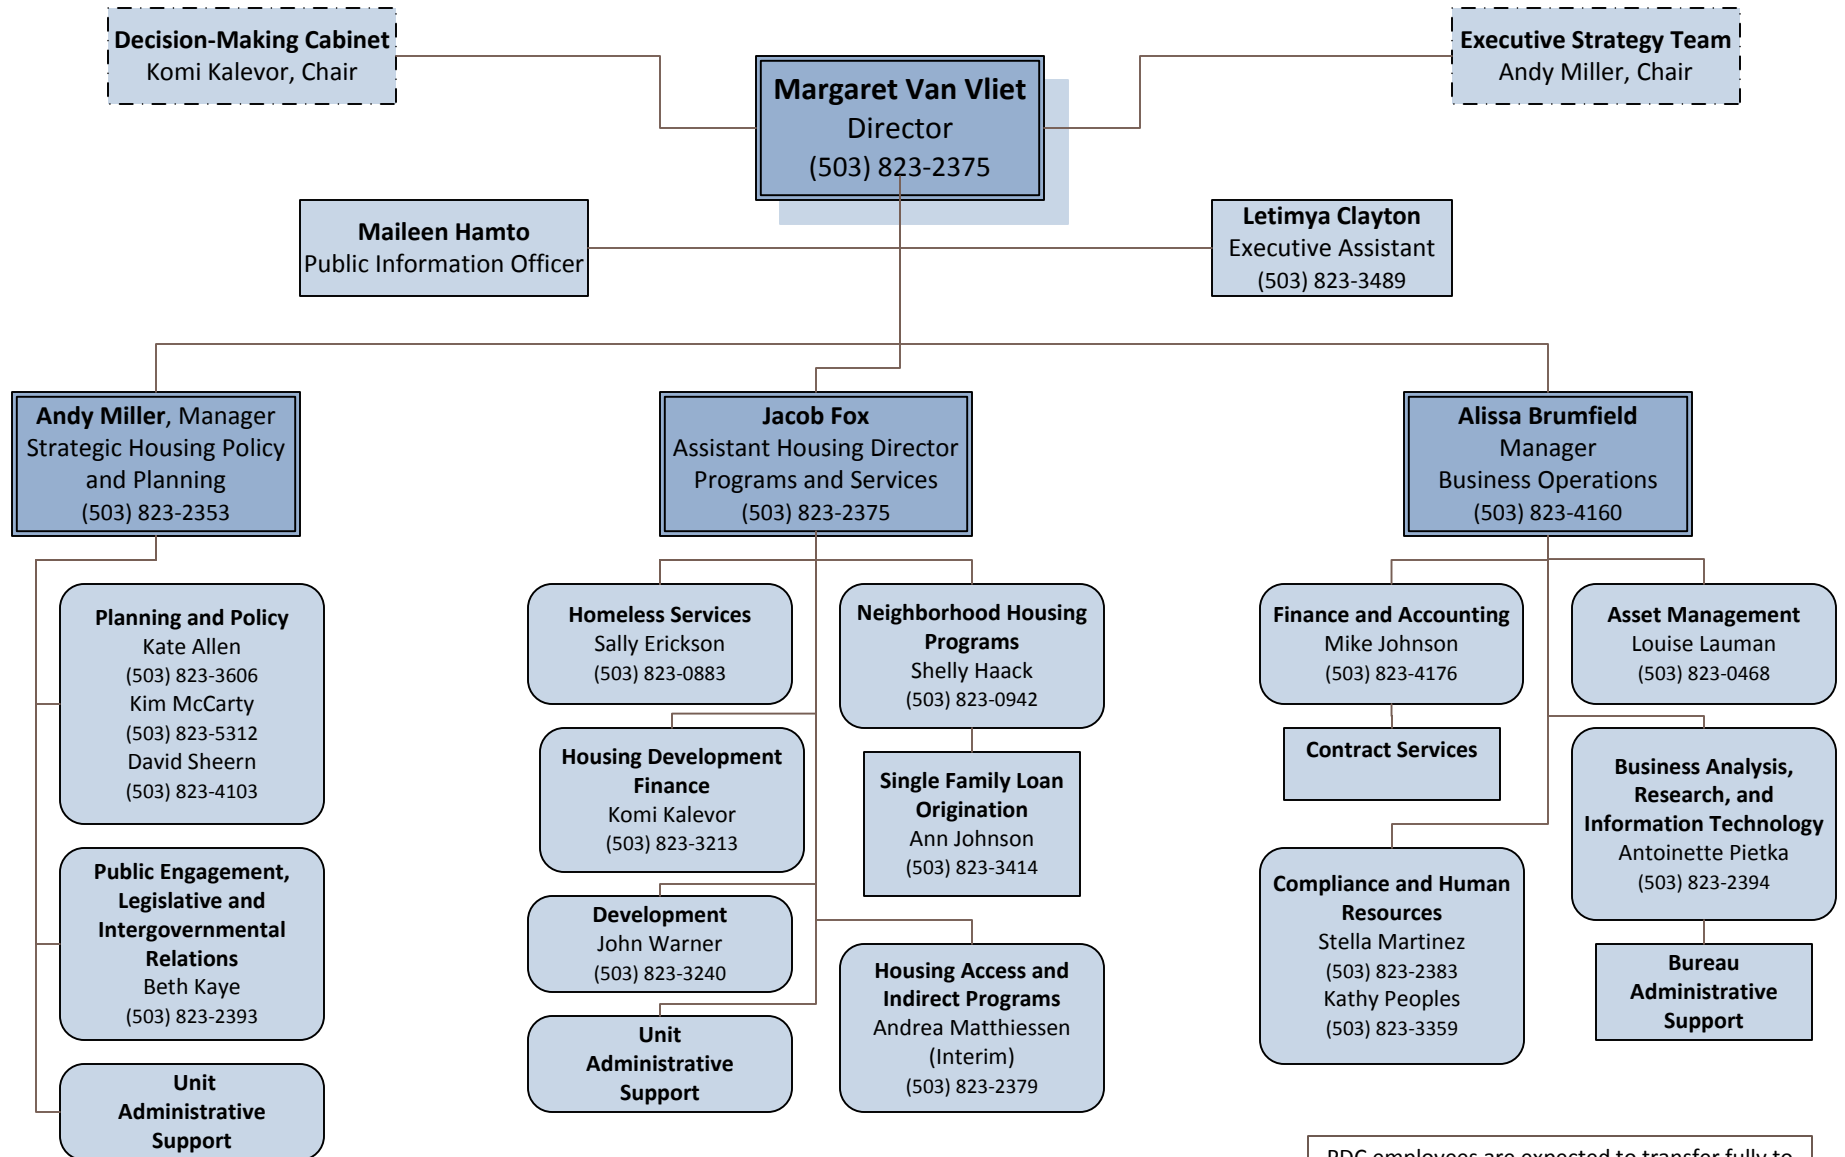 Decision-Making Cabinet
Komi Kalevor, Chair
Executive Strategy Team
Andy Miller, Chair
Margaret Van Vliet
Director
(503) 823-2375
Maileen Hamto
Public Information Officer
Letimya Clayton
Executive Assistant
(503) 823-3489
Andy Miller, Manager
Strategic Housing Policy
and Planning
(503) 823-2353
Jacob Fox
Assistant Housing Director
Programs and Services
(503) 823-2375
Alissa Brumfield
Manager
Business Operations
(503) 823-4160
Planning and Policy
Kate Allen
(503) 823-3606
Kim McCarty
(503) 823-5312
David Sheern
(503) 823-4103
Public Engagement,
Legislative and
Intergovernmental
Relations
Beth Kaye
(503) 823-2393
Unit
Administrative
Support
Homeless Services
Sally Erickson
(503) 823-0883
Housing Development
Finance
Komi Kalevor
(503) 823-3213
Development
John Warner
(503) 823-3240
Unit
Administrative
Support
Neighborhood Housing
Programs
Shelly Haack
(503) 823-0942
Single Family Loan
Origination
Ann Johnson
(503) 823-3414
Housing Access and
Indirect Programs
Andrea Matthiessen
(Interim)
(503) 823-2379
Finance and Accounting
Mike Johnson
(503) 823-4176
Contract Services
Compliance and Human
Resources
Stella Martinez
(503) 823-2383
Kathy Peoples
(503) 823-3359
Asset Management
Louise Lauman
(503) 823-0468
Business Analysis,
Research, and
Information Technology
Antoinette Pietka
(503) 823-2394
Bureau
Administrative
Support
PDC employees are expected to transfer fully to